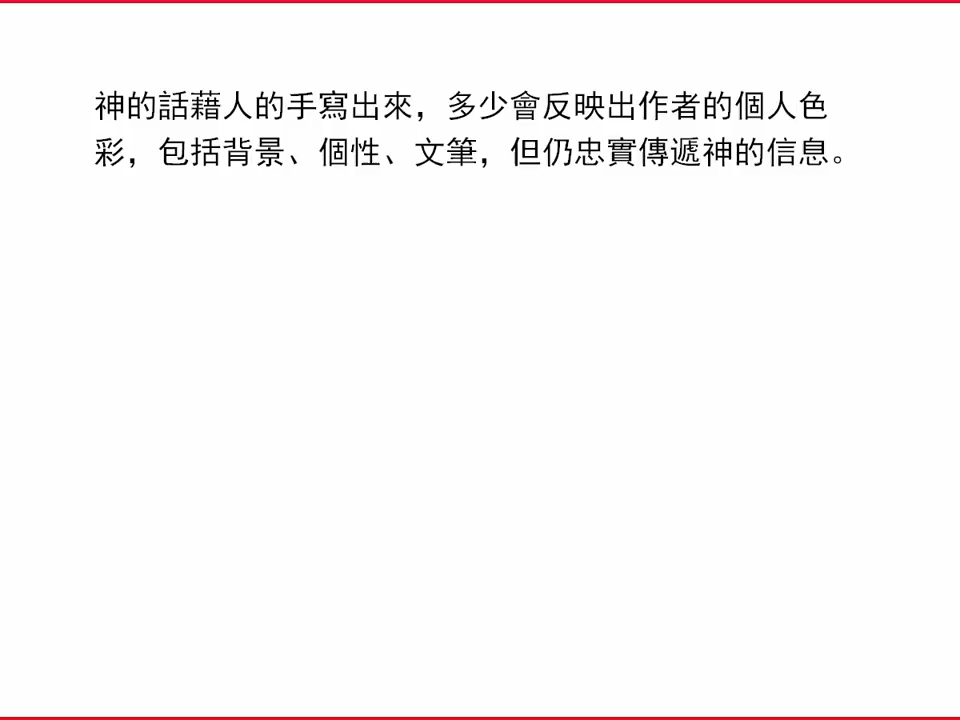 神的話藉人的手寫出來，多少會反映出作者的個人色
彩，包括背景、個性、文筆，但仍忠實傳遞神的信息。